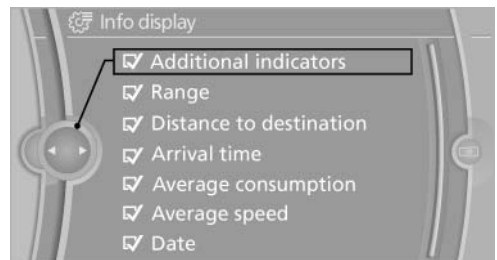 Info display
Additional indicators
Range
Distance to destination
Arrival time
Average consumption
Average speed
Date